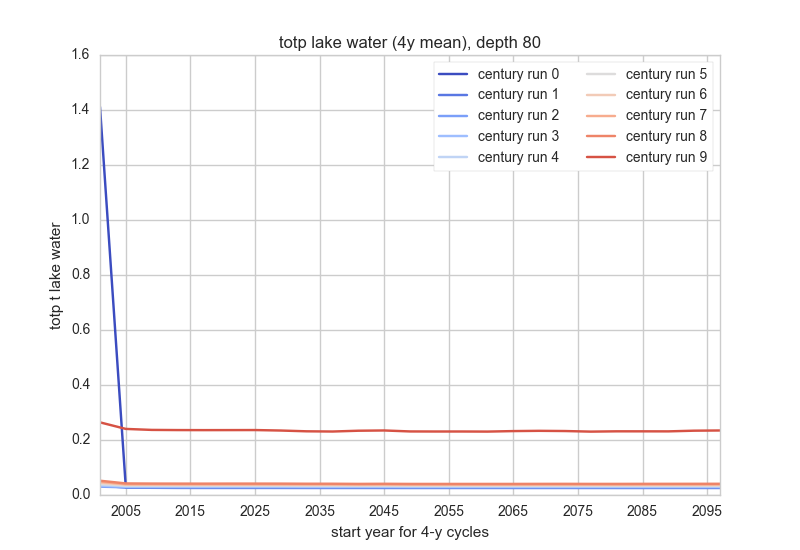 totp lake water (4y mean), depth 80
1.6
1.4
1.2
1.0
0.8
0.6
0.4
0.2
0.0
totp t lake water
century run 0
century run 1
century run 2
century run 3
century run 4
century run 5
century run 6
century run 7
century run 8
century run 9
2005 2015 2025 2035 2045 2055 2065 2075 2085 2095
start year for 4-y cycles